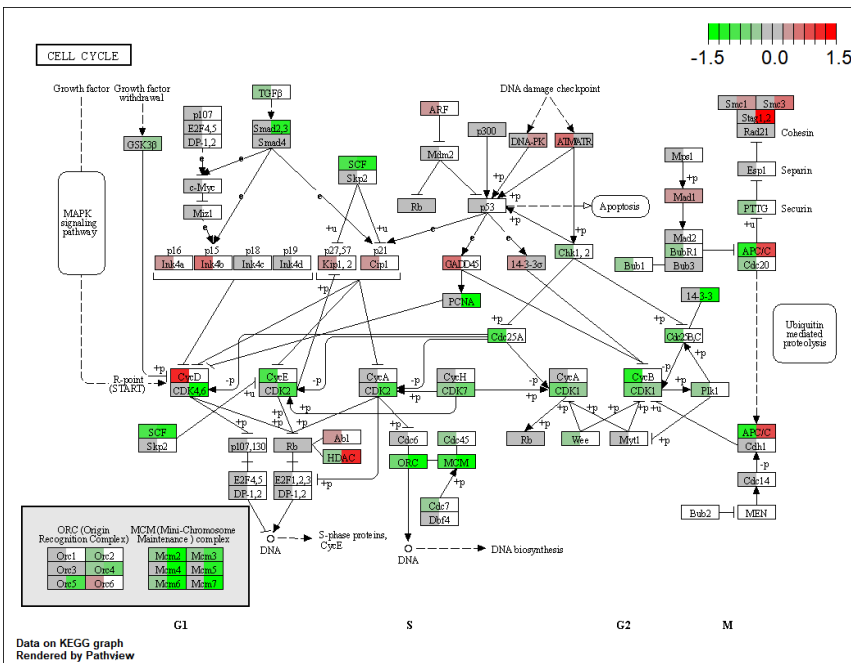 CELL CYCLE
-1.5 0.0 1.5
Growth factor
Growth factor
withdrawal
TGFβ
DNA damage checkpoint
GSK3β
p107
E2F4,5
DP-1,2
Smad2,3
Smad4
ARF
p300
DNA-PK
ATM/ATR
Smc1
Smc3
Stag1,2
Rad21
Cohesin
Mdm2
SCF
Skp2
c-Myc
Miz1
Rb
p53
Apoptosis
Mps1
Mad1
Esp1
Separin
PTTG
Securin
MAPK
signaling
pathway
e
e
e
e
e
e
e
+u
+u
+p
+p
+p
+p
+p
+p
+u
p16
Ink4a
p15
Ink4b
p18
Ink4c
p19
Ink4d
p27,57
Kip1, 2
p21
Cip1
GADD45
14-3-3σ
Chk1, 2
Bub1
Mad2
BubR1
Bub3
APC/C
Cdc20
PCNA
14-3-3
Cdc25A
Cdc25B,C
Ubiquitin
mediated
proteolysis
+p
+p
+p
+p
R-point
(START)
CycD
CDK4,6
CycE
CDK2
CycA
CDK2
CycH
CDK7
CycA
CDK1
CycB
CDK1
Plk1
+p
-p
+u
-p
+p
-p
-p
-p
+p
+p
+u
SCF
Skp2
p107,130
Rb
Abl
HDAC
Cdc6
Cdc45
ORC
MCM
Rb
Wee
Myt1
APC/C
Cdh1
+p
+p
+p
+p
+p
+p
+p
+p
+p
+p
-p
E2F4,5
DP-1,2
E2F1,2,3
DP-1,2
Cdc7
Dbf4
Cdc14
Bub2
MEN
DNA
S-phase proteins,
CycE
DNA
DNA biosynthesis
ORC (Origin
Recognition Complex)
MCM (Mini-Chromosome
Maintenance ) complex
Orc1 Orc2 Mcm2 Mcm3
Orc3 Orc4 Mcm4 Mcm5
Orc5 Orc6 Mcm6 Mcm7
G1 S G2 M
Data on KEGG graph
Rendered by Pathview